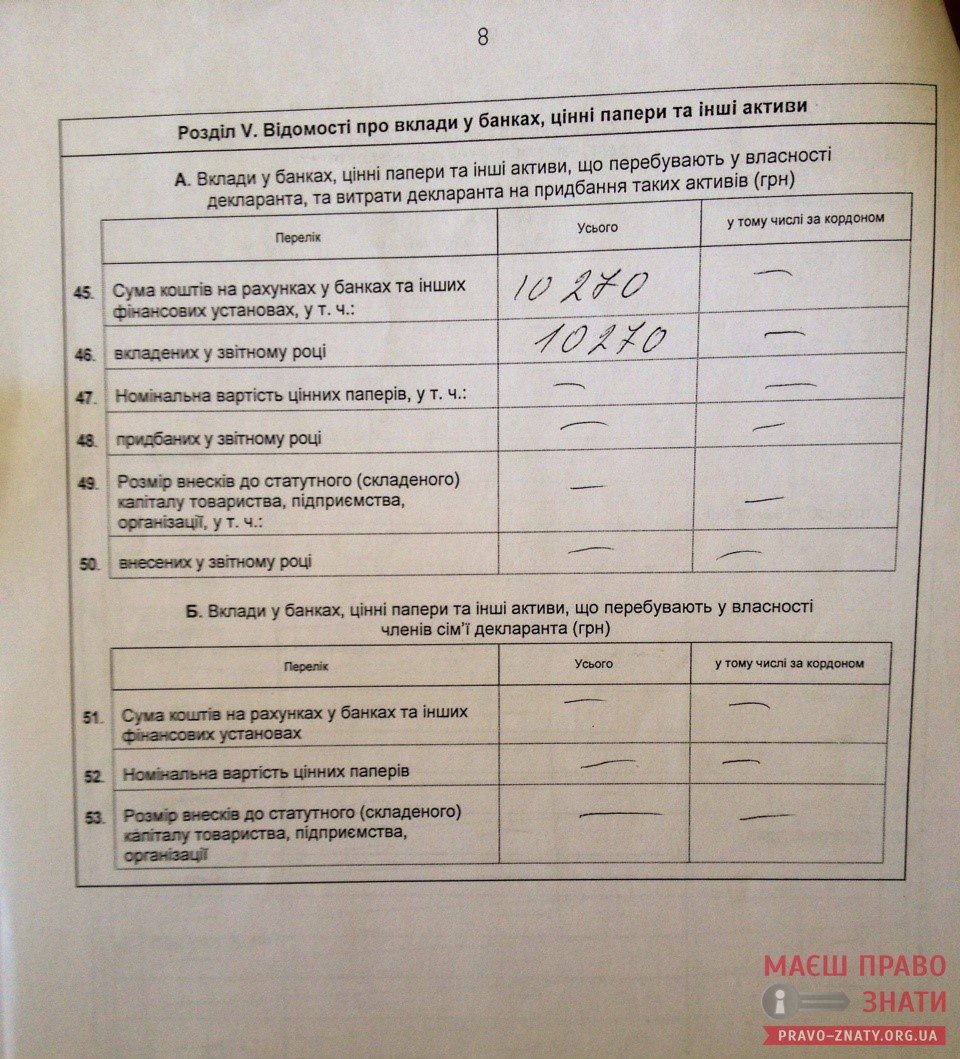 8
Розділ V. Відомості про вклади у банках, цінні папери та інші активи
А. Вклади у банках, цінні папери та інші активи, що перебувають у власності
декларанта, та витрати декларанта на придбання таких активів (грн)
Перелік Усього у тому числі за кордоном
45. Сума коштів на рахунках у банках та інших
фінансових установах, у т. ч.: 10 270 —
46. вкладених у звітному році 10270 —
47. Номінальна вартість цінних паперів, у т. ч.: — —
48. придбаних у звітному році — —
49. Розмір внесків до статутного (складеного)
капіталу товариства, підприємства,
організації, у т. ч.: — —
50. внесених у звітному році — —
Б. Вклади у банках, цінні папери та інші активи, що перебувають у власності
членів сім'ї декларанта (грн)
Перелік Усього у тому числі за кордоном
51. Сума коштів на рахунках у банках та інших
фінансових установах — —
52. Номінальна вартість цінних паперів — —
53. Розмір внесків до статутного (складеного)
капіталу товариства, підприємства,
організації — —
МАЄШ ПРАВО
ЗНАТИ
PRAVO-ZNATY.ORG.UA